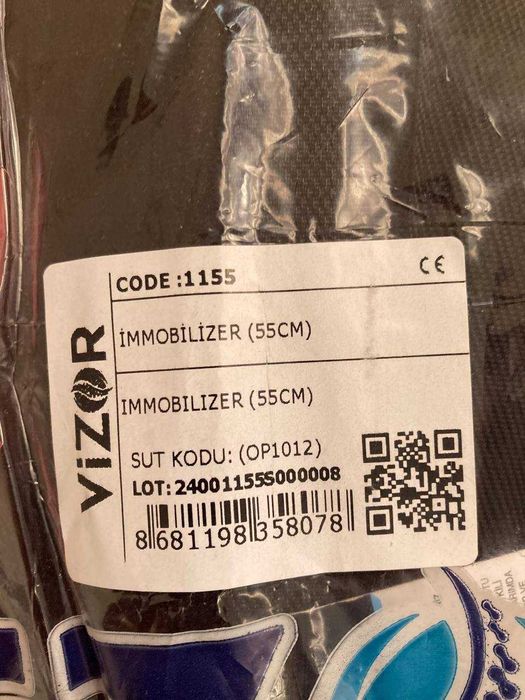 ViZOR
CODE :1155
CE
İMMOBİLİZER (55CM)
IMMOBILIZER (55CM)
SUT KODU: (OP1012)
LOT: 24001155S000008
8 681198 358078